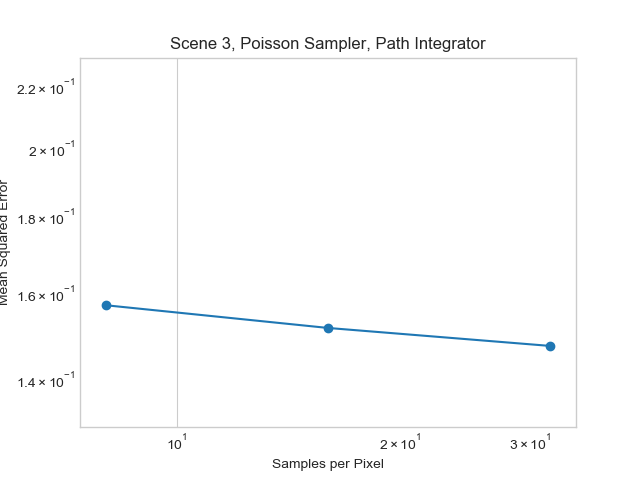 Scene 3, Poisson Sampler, Path Integrator
Mean Squared Error
2.2 × 10⁻¹
2 × 10⁻¹
1.8 × 10⁻¹
1.6 × 10⁻¹
1.4 × 10⁻¹
10¹
2 × 10¹
3 × 10¹
Samples per Pixel